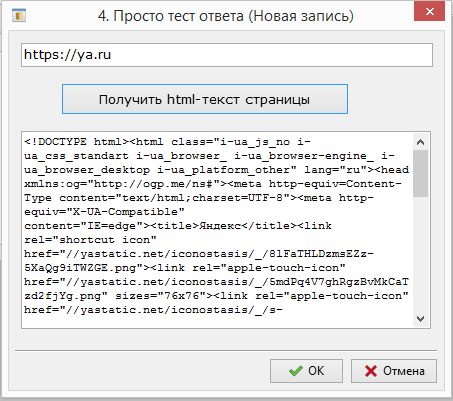 4. Просто тест ответа (Новая запись)
https://ya.ru
Получить html-текст страницы
<!DOCTYPE html><html class="i-ua_js_no i-
ua_css_standart i-ua_browser_ i-ua_browser-engine_ i-
ua_browser_desktop i-ua_platform_other" lang="ru"><head
xmlns:og="http://ogp.me/ns#"><meta http-equiv=Content-
Type content="text/html;charset=UTF-8"><meta http-
equiv="X-UA-Compatible"
content="IE=edge"><title>Яндекс</title><link
rel="shortcut icon"
href="//yastatic.net/iconostasis/_/8lFaTHLDzmsEZz-
5XaQg9iTWZGE.png"><link rel="apple-touch-icon"
href="//yastatic.net/iconostasis/_/5mdPq4V7ghRgzBvMkCaT
zd2fjYg.png" sizes="76x76"><link rel="apple-touch-icon"
href="//yastatic.net/iconostasis/_/s-
OK
Отмена